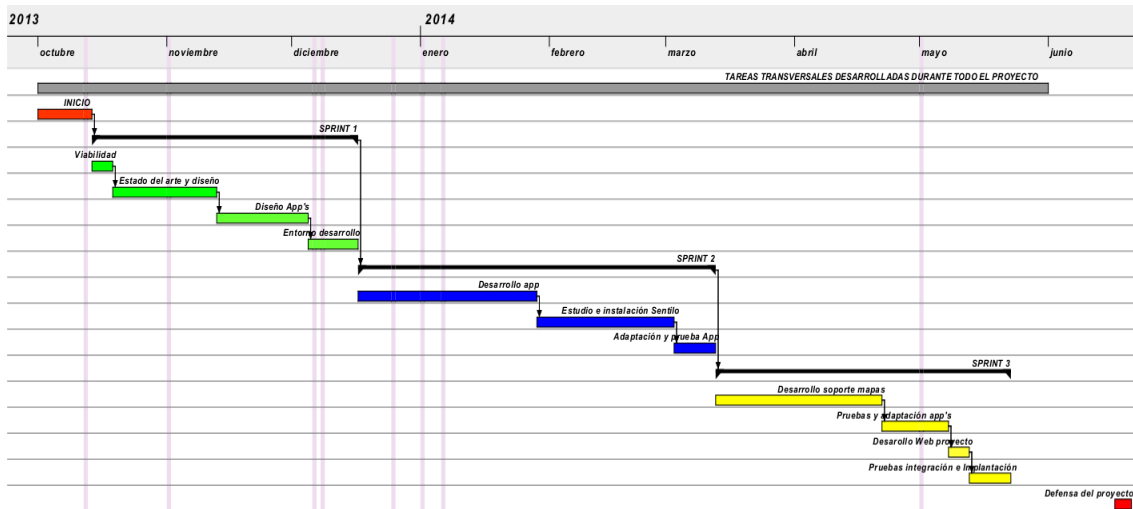 2013 2014
octubre noviembre diciembre enero febrero marzo abril mayo junio
TAREAS TRANSVERSALES DESARROLLADAS DURANTE TODO EL PROYECTO
INICIO
SPRINT 1
Viabilidad
Estado del arte y diseño
Diseño App's
Entorno desarrollo
SPRINT 2
Desarrollo app
Estudio e instalación Sentilo
Adaptación y prueba App
SPRINT 3
Desarrollo soporte mapas
Pruebas y adaptación app's
Desarollo Web proyecto
Pruebas integración e Implantación
Defensa del proyecto